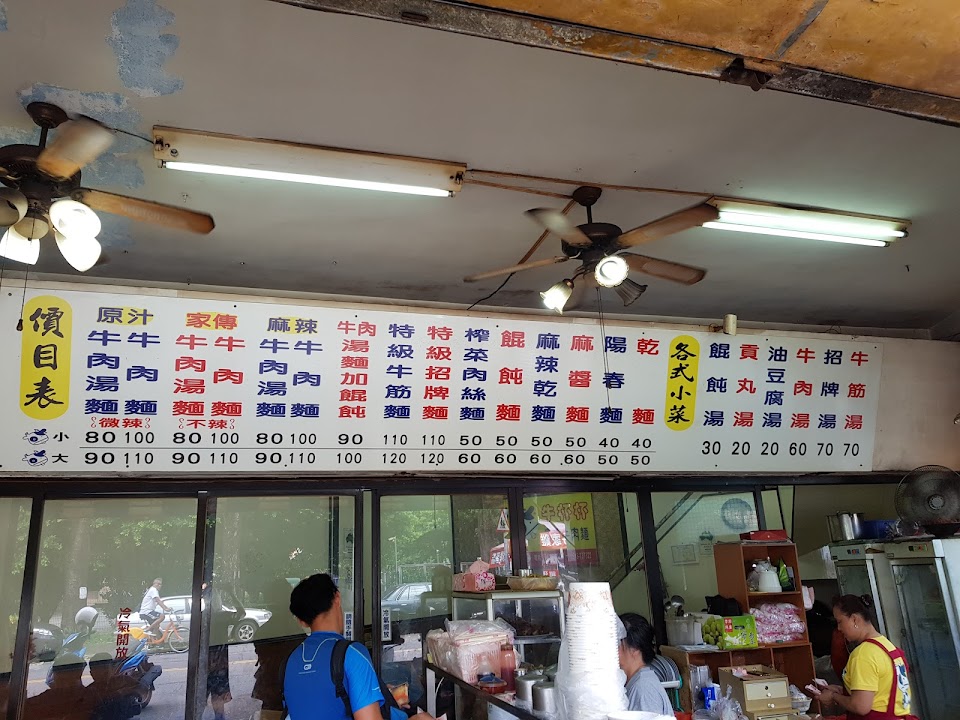 價目表
原汁
牛肉湯麵
牛肉麵
(微辣)
家傳
牛肉湯麵
牛肉麵
(不辣)
麻辣
牛肉湯麵
牛肉麵
牛肉湯麵加餛飩
特級牛筋麵
特級招牌麵
榨菜肉絲麵
餛飩麵
麻辣乾麵
麻醬麵
陽春麵
乾麵
小 80 100 80 100 80 100 90 110 110 50 50 50 50 40 40
大 90 110 90 110 90 110 100 120 120 60 60 60 60 50 50
各式小菜
餛飩湯
貢丸湯
油豆腐湯
牛肉湯
招牌湯
牛筋湯
30 20 20 60 70 70
冷氣開放
冷氣開放
牛杯杯